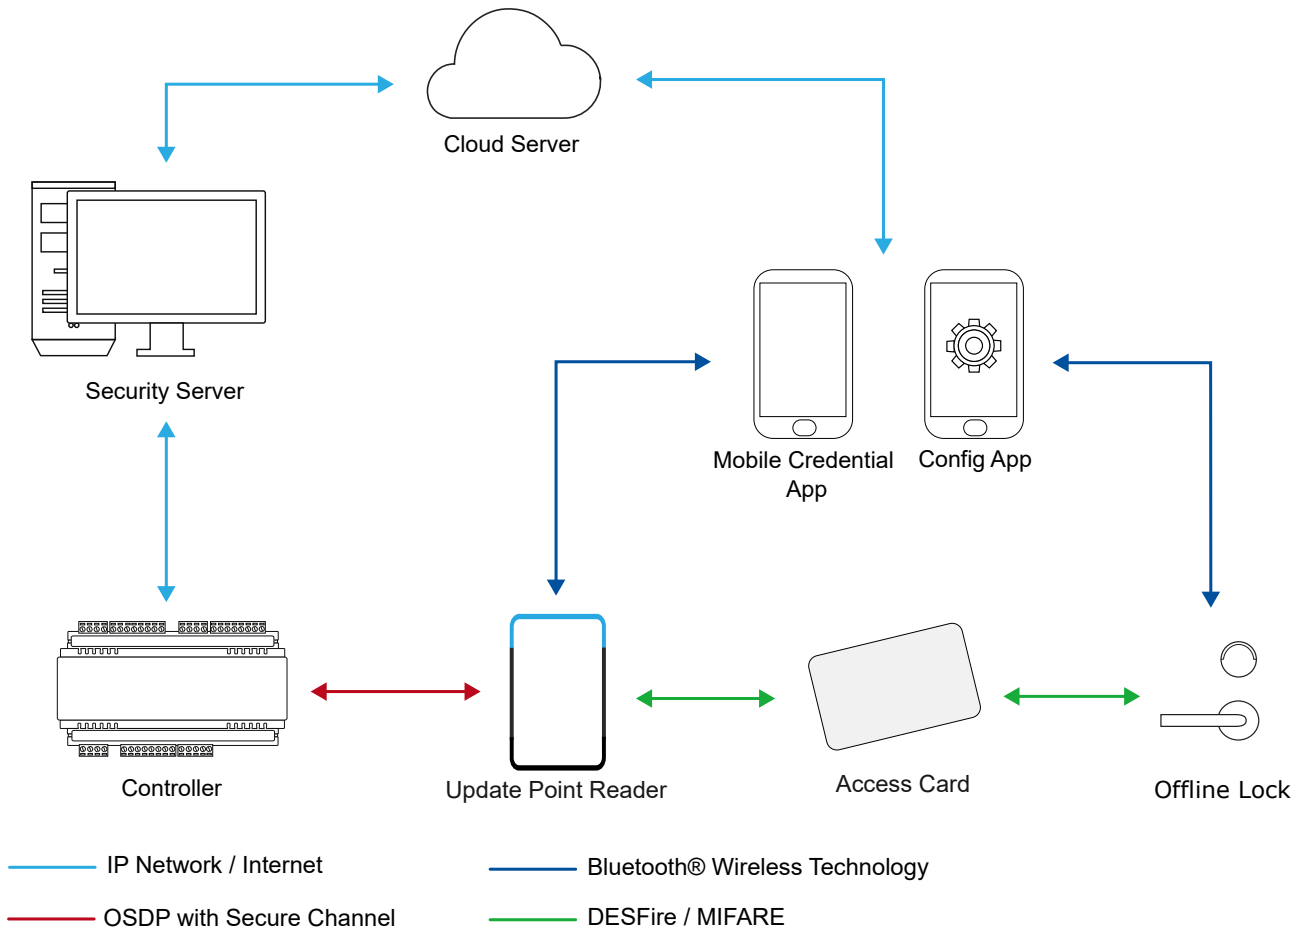 Cloud Server
Security Server
Mobile Credential
App
Config App
Controller
Update Point Reader
Access Card
Offline Lock
IP Network / Internet
Bluetooth® Wireless Technology
OSDP with Secure Channel
DESFire / MIFARE